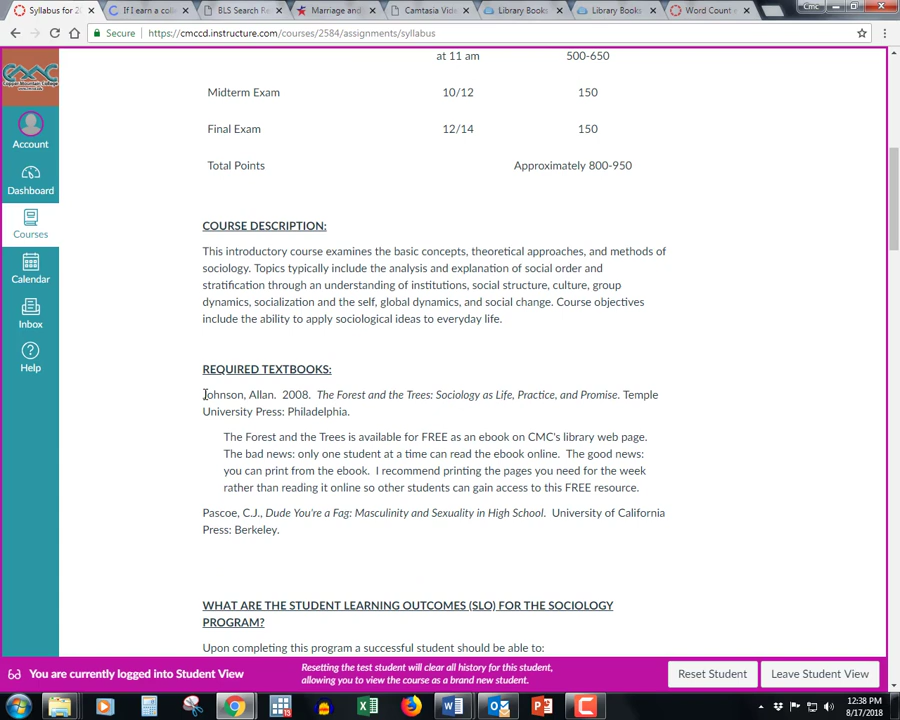 Syllabus for 20
If I earn a colle
BLS Search Re
Marriage and
Camtasia Vide
Library Books
Library Books
Word Count e
Cmc
Secure | https://cmccd.instructure.com/courses/2584/assignments/syllabus
CMC
Copper Mountain College
Account
Dashboard
Courses
Calendar
Inbox
Help
at 11 am 500-650
Midterm Exam 10/12 150
Final Exam 12/14 150
Total Points Approximately 800-950
COURSE DESCRIPTION:
This introductory course examines the basic concepts, theoretical approaches, and methods of
sociology. Topics typically include the analysis and explanation of social order and
stratification through an understanding of institutions, social structure, culture, group
dynamics, socialization and the self, global dynamics, and social change. Course objectives
include the ability to apply sociological ideas to everyday life.
REQUIRED TEXTBOOKS:
Johnson, Allan. 2008. The Forest and the Trees: Sociology as Life, Practice, and Promise. Temple
University Press: Philadelphia.
The Forest and the Trees is available for FREE as an ebook on CMC's library web page.
The bad news: only one student at a time can read the ebook online. The good news:
you can print from the ebook. I recommend printing the pages you need for the week
rather than reading it online so other students can gain access to this FREE resource.
Pascoe, C.J., Dude You're a Fag: Masculinity and Sexuality in High School. University of California
Press: Berkeley.
WHAT ARE THE STUDENT LEARNING OUTCOMES (SLO) FOR THE SOCIOLOGY
PROGRAM?
Upon completing this program a successful student should be able to:
You are currently logged into Student View
Resetting the test student will clear all history for this student,
allowing you to view the course as a brand new student.
Reset Student
Leave Student View
12:38 PM
8/17/2018